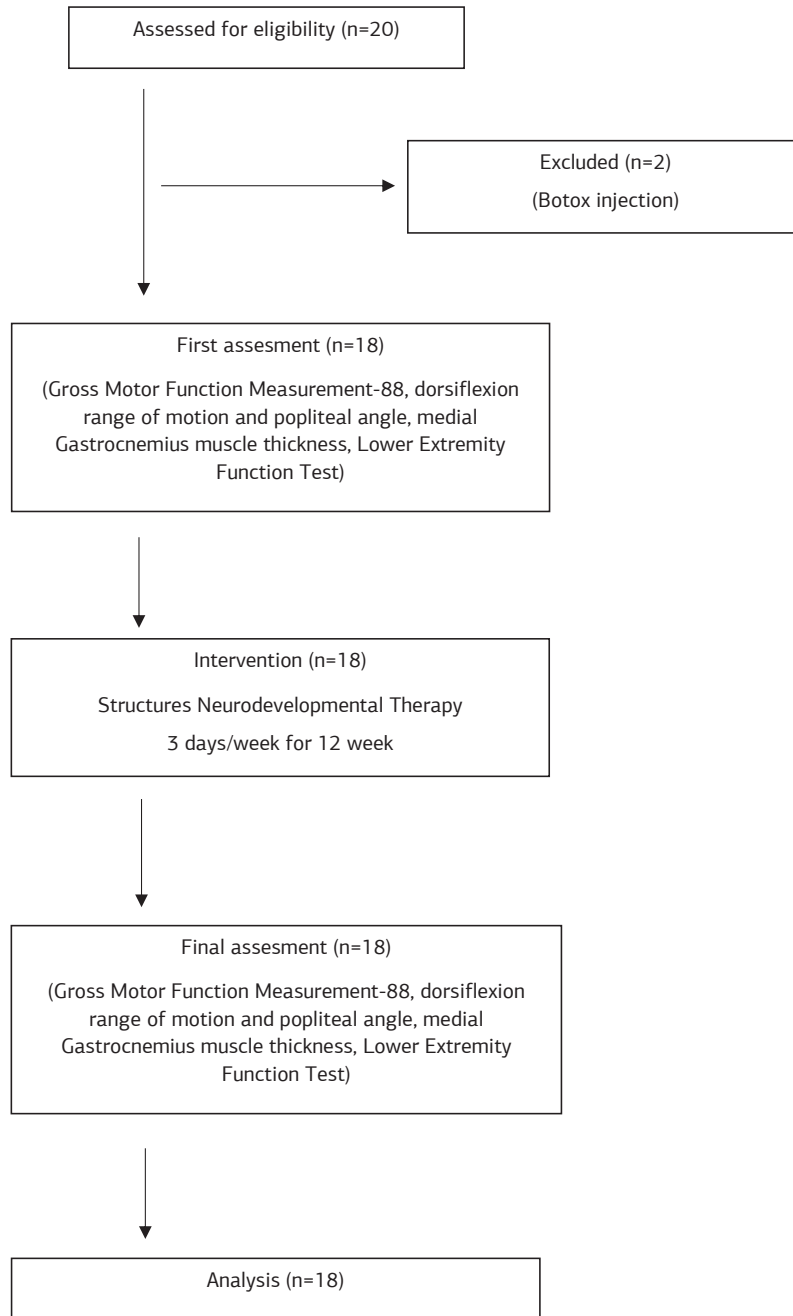 Assessed for eligibility (n=20)
Excluded (n=2)
(Botox injection)
First assesment (n=18)
(Gross Motor Function Measurement-88, dorsiflexion
range of motion and popliteal angle, medial
Gastrocnemius muscle thickness, Lower Extremity
Function Test)
Intervention (n=18)
Structures Neurodevelopmental Therapy
3 days/week for 12 week
Final assesment (n=18)
(Gross Motor Function Measurement-88, dorsiflexion
range of motion and popliteal angle, medial
Gastrocnemius muscle thickness, Lower Extremity
Function Test)
Analysis (n=18)